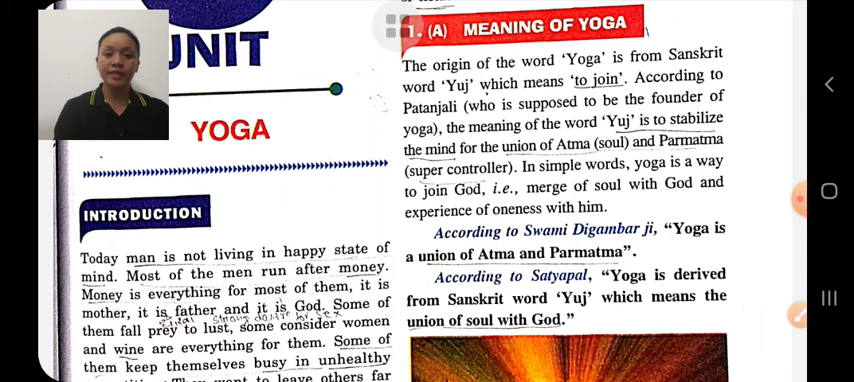 UNIT
YOGA
INTRODUCTION
Today man is not living in happy state of
mind. Most of the men run after money.
Money is everything for most of them, it is
mother, it is father and it is God. Some of
strong desire for sex
them fall prey to lust, some consider women
and wine are everything for them. Some of
them keep themselves busy in unhealthy
to leave others far
1. (A) MEANING OF YOGA
The origin of the word ‘Yoga’ is from Sanskrit
word ‘Yuj’ which means ‘to join’. According to
Patanjali (who is supposed to be the founder of
yoga), the meaning of the word ‘Yuj’ is to stabilize
the mind for the union of Atma (soul) and Parmatma
(super controller). In simple words, yoga is a way
to join God, i.e., merge of soul with God and
experience of oneness with him.
According to Swami Digambar ji, “Yoga is
a union of Atma and Parmatma”.
According to Satyapal, “Yoga is derived
from Sanskrit word ‘Yuj’ which means the
union of soul with God.”